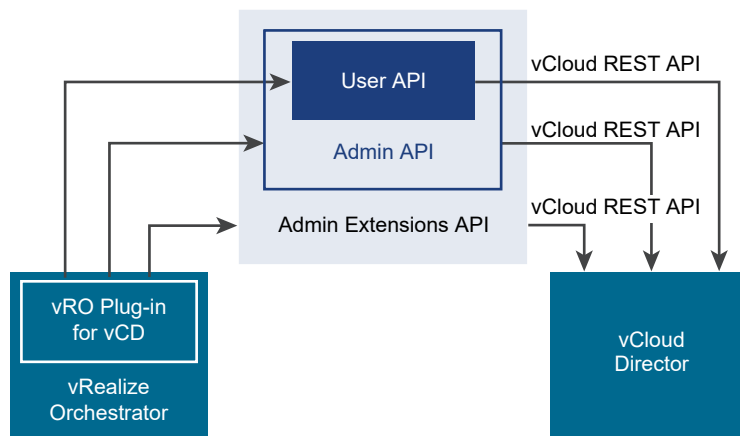 User API
vCloud REST API
Admin API
vCloud REST API
Admin Extensions API
vCloud REST API
vRO Plug-in
for vCD
vRealize
Orchestrator
vCloud
Director